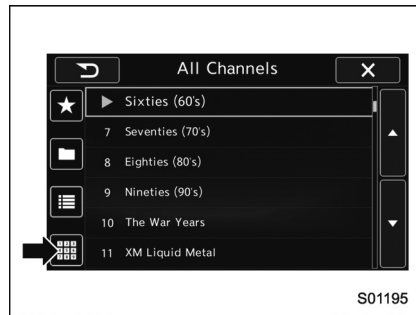 All Channels
Sixties (60's)
7 Seventies (70's)
8 Eighties (80's)
9 Nineties (90's)
10 The War Years
11 XM Liquid Metal
S01195